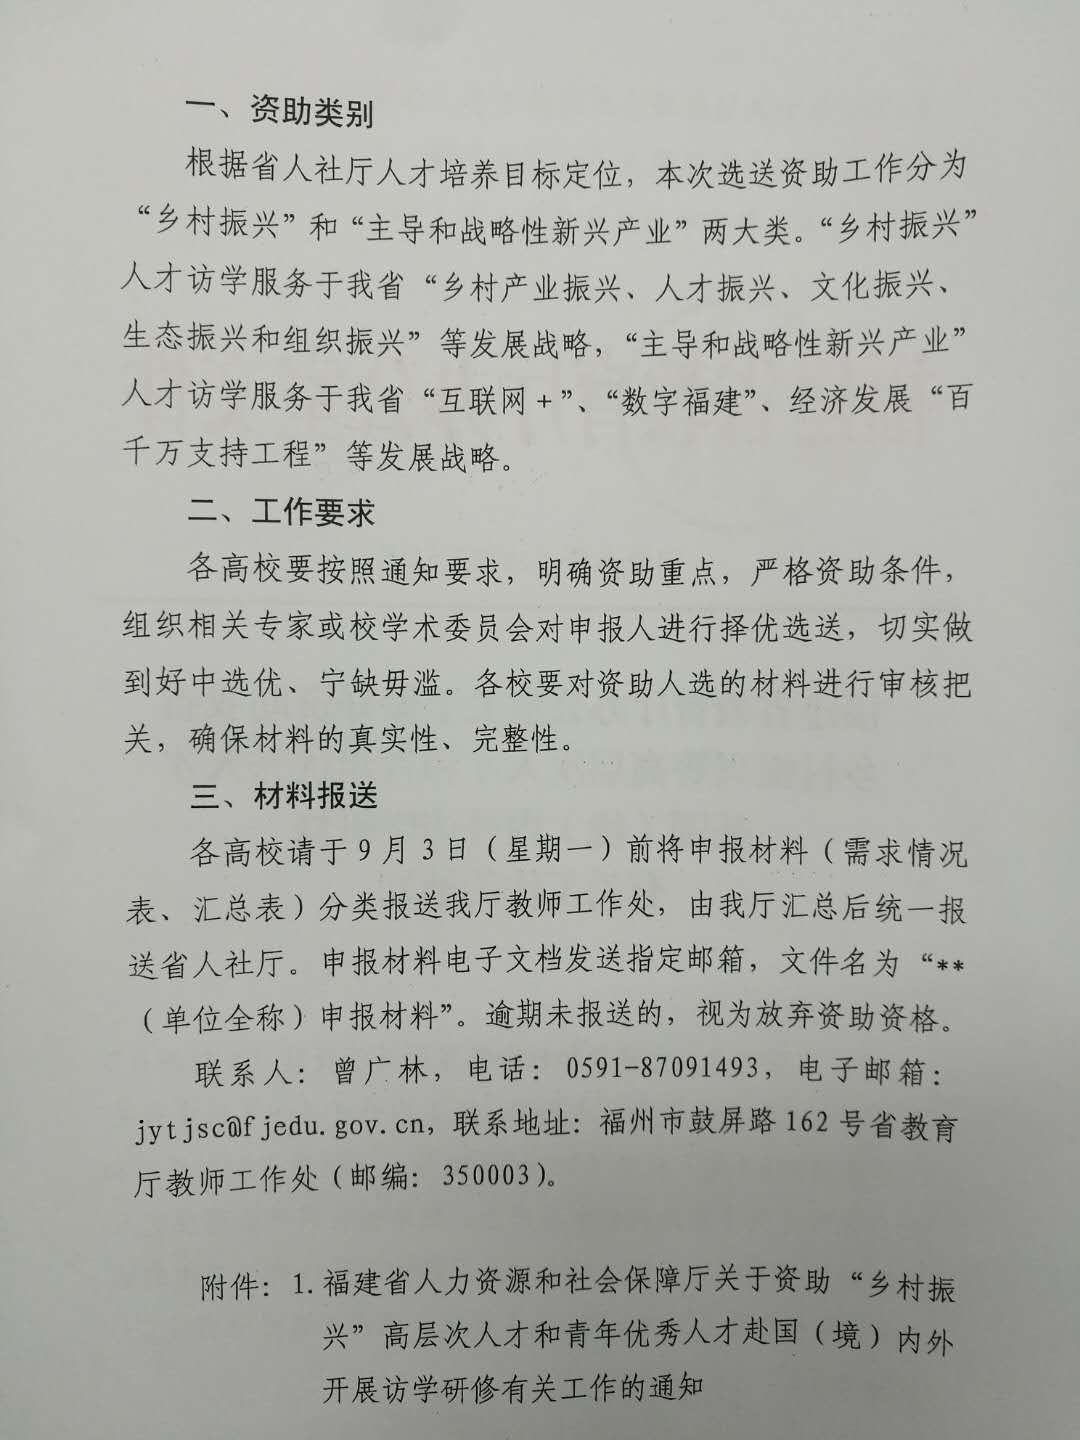 一、资助类别
根据省人社厅人才培养目标定位，本次选送资助工作分为
“乡村振兴”和“主导和战略性新兴产业”两大类。“乡村振兴”
人才访学服务于我省“乡村产业振兴、人才振兴、文化振兴、
生态振兴和组织振兴”等发展战略，“主导和战略性新兴产业”
人才访学服务于我省“互联网+”、“数字福建”、经济发展“百
千万支持工程”等发展战略。
二、工作要求
各高校要按照通知要求，明确资助重点，严格资助条件，
组织相关专家或校学术委员会对申报人进行择优选送，切实做
到好中选优、宁缺毋滥。各校要对资助人选的材料进行审核把
关，确保材料的真实性、完整性。
三、材料报送
各高校请于9月3日（星期一）前将申报材料（需求情况
表、汇总表）分类报送我厅教师工作处，由我厅汇总后统一报
送省人社厅。申报材料电子文档发送指定邮箱，文件名为“**
（单位全称）申报材料”。逾期未报送的，视为放弃资助资格。
联系人：曾广林，电话：0591-87091493，电子邮箱：
jytjsc@fjedu.gov.cn，联系地址：福州市鼓屏路162号省教育
厅教师工作处（邮编：350003）。
附件：1.福建省人力资源和社会保障厅关于资助“乡村振
兴”高层次人才和青年优秀人才赴国（境）内外
开展访学研修有关工作的通知